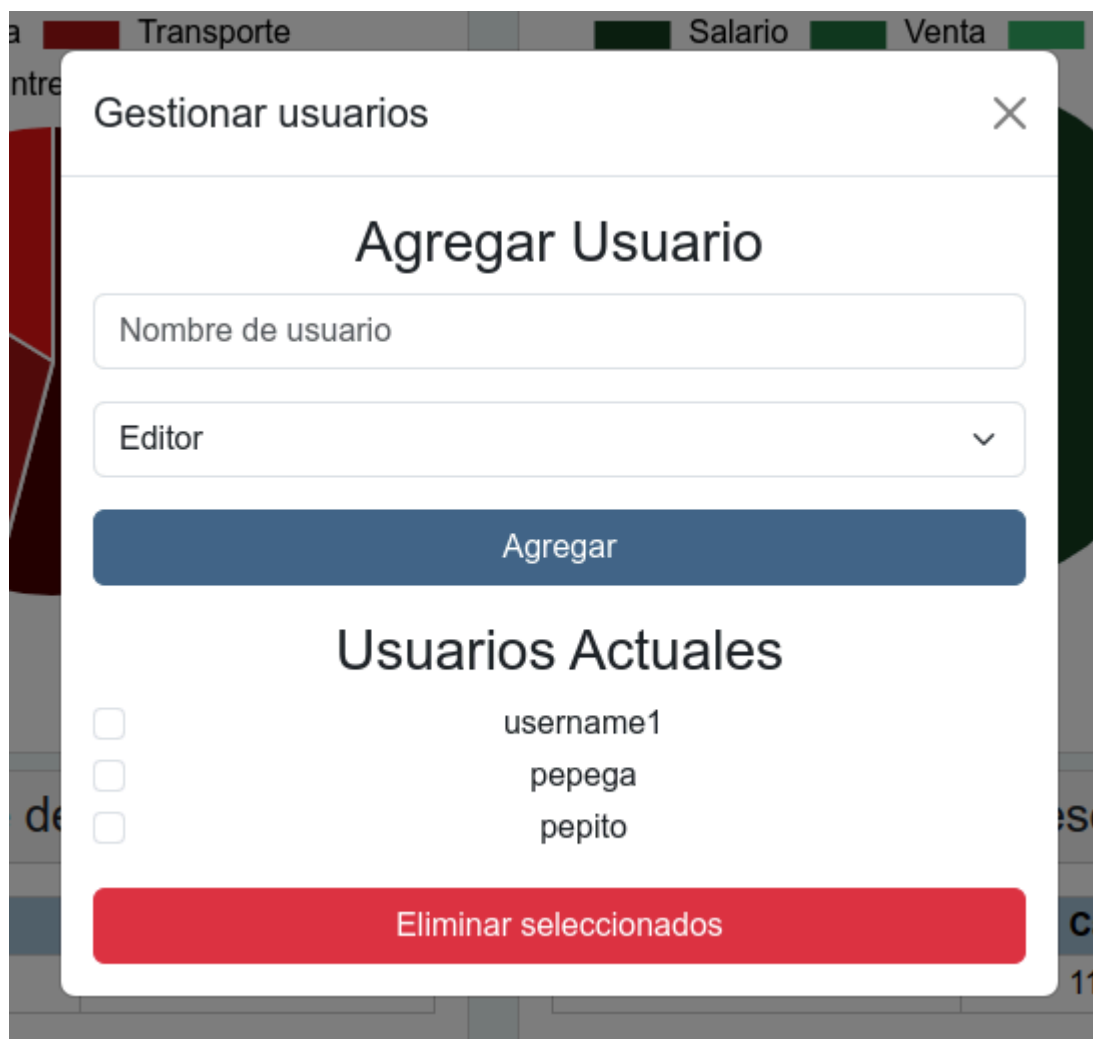 Transporte
Salario Venta
Gestionar usuarios
Agregar Usuario
Nombre de usuario
Editor
Agregar
Usuarios Actuales
username1
pepega
pepito
Eliminar seleccionados
11